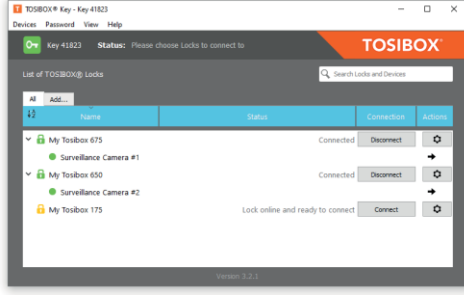 TOSIBOX® Key - Key 41823
Devices Password View Help
Key 41823 Status: Please choose Locks to connect to
TOSIBOX®
List of TOSIBOX® Locks
Search Locks and Devices
All Add...
Name Status Connection Actions
My Tosibox 675 Connected Disconnect
Surveillance Camera #1
My Tosibox 650 Connected Disconnect
Surveillance Camera #2
My Tosibox 175 Lock online and ready to connect Connect
Version: 3.2.1